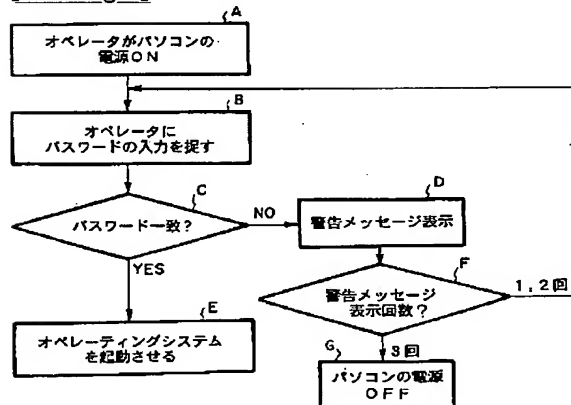 A
オペレータがパソコンの
電源ON
B
オペレータに
パスワードの入力を捉す
C
パスワード一致?
NO
YES
D
警告メッセージ表示
F
警告メッセージ
表示回数?
1,2回
3回
E
オペレーティングシステム
を起動させる
G
パソコンの電源
OFF